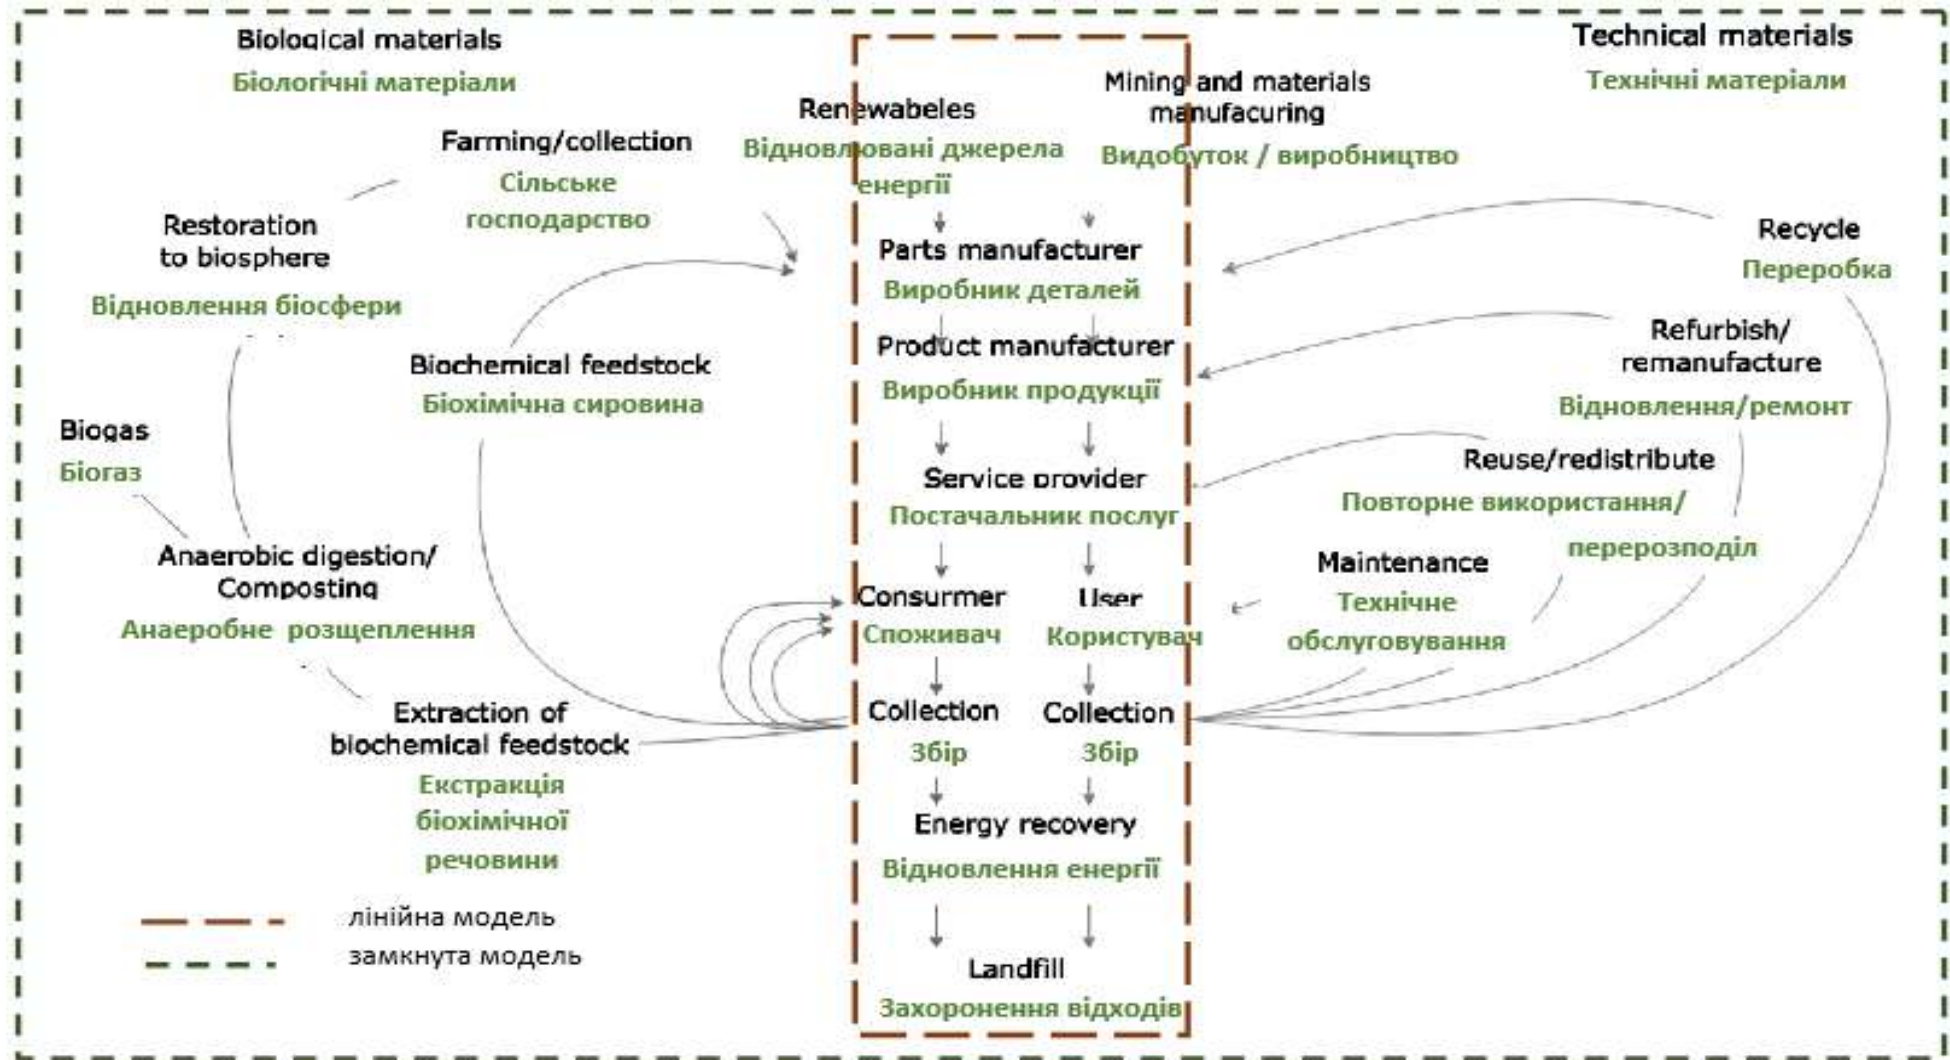 Biological materials
Біологічні матеріали
Technical materials
Технічні матеріали
Renewabeles
Відновлювані джерела
енергії
Mining and materials
manufacuring
Видобуток / виробництво
Farming/collection
Сільське
господарство
Restoration
to biosphere
Відновлення біосфери
Biochemical feedstock
Біохімічна сировина
Biogas
Біогаз
Anaerobic digestion/
Composting
Анаеробне розщеплення
Extraction of
biochemical feedstock
Екстракція
біохімічної
речовини
Parts manufacturer
Виробник деталей
Product manufacturer
Виробник продукції
Service provider
Постачальник послуг
Consurmer
Споживач
User
Користувач
Collection
Збір
Collection
Збір
Energy recovery
Відновлення енергії
Landfill
Захоронення відходів
Recycle
Переробка
Refurbish/
remanufacture
Відновлення/ремонт
Reuse/redistribute
Повторне використання/
перерозподіл
Maintenance
Технічне
обслуговування
лінійна модель
замкнута модель